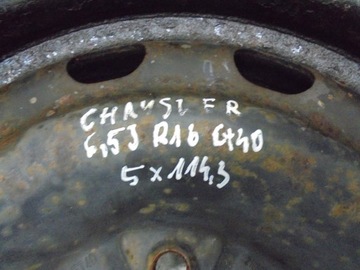 CHRYSLER
6,5J R16 Et40
5x114,3